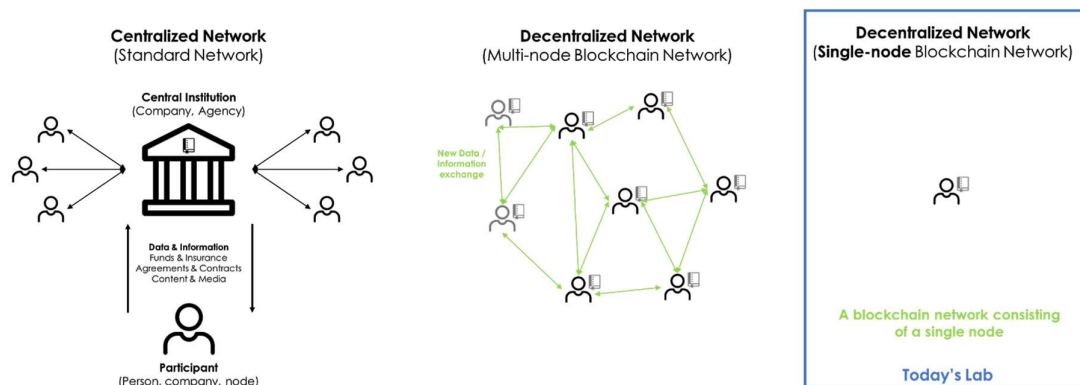 Centralized Network
(Standard Network)
Central Institution
(Company, Agency)
Data & Information
Funds & Insurance
Agreements & Contracts
Content & Media
Participant
(Person, company, node)
Decentralized Network
(Multi-node Blockchain Network)
New Data /
Information
exchange
Decentralized Network
(Single-node Blockchain Network)
A blockchain network consisting
of a single node
Today's Lab